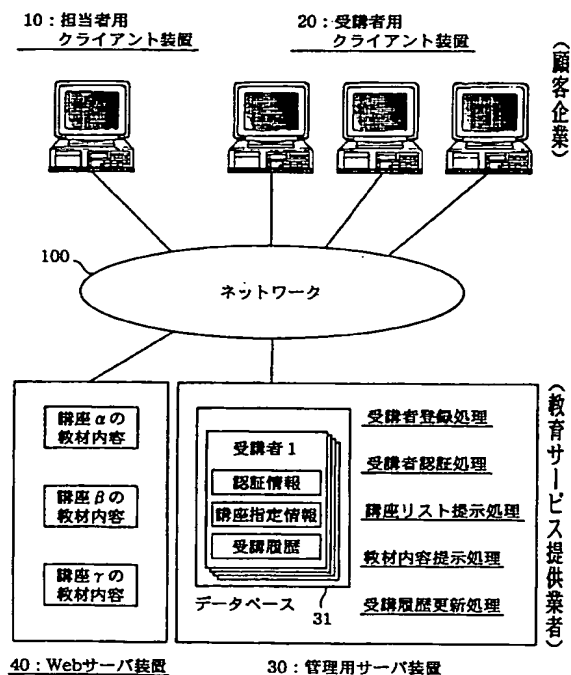 10：担当者用
クライアント装置
20：受講者用
クライアント装置
（顧客企業）
100
ネットワーク
講座αの
教材内容
講座βの
教材内容
講座γの
教材内容
受講者1
認証情報
講座指定情報
受講履歴
データベース
31
受講者登録処理
受講者認証処理
講座リスト提示処理
教材内容提示処理
受講履歴更新処理
（教育サービス提供業者）
40：Webサーバ装置
30：管理用サーバ装置